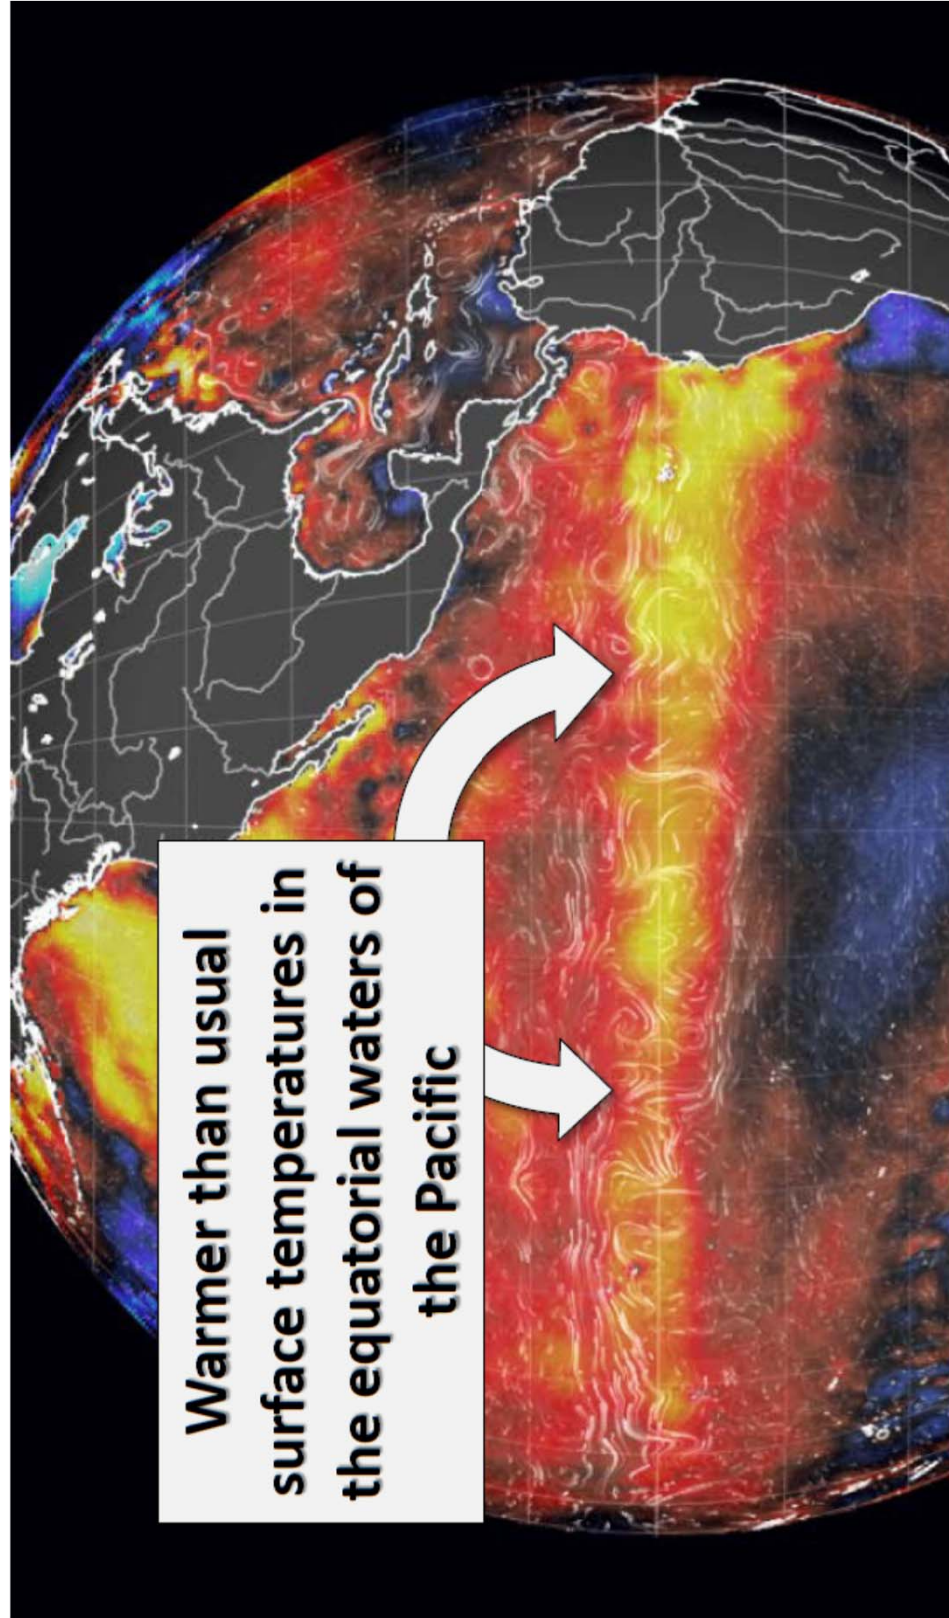 Warmer than usual
surface temperatures in
the equatorial waters of
the Pacific